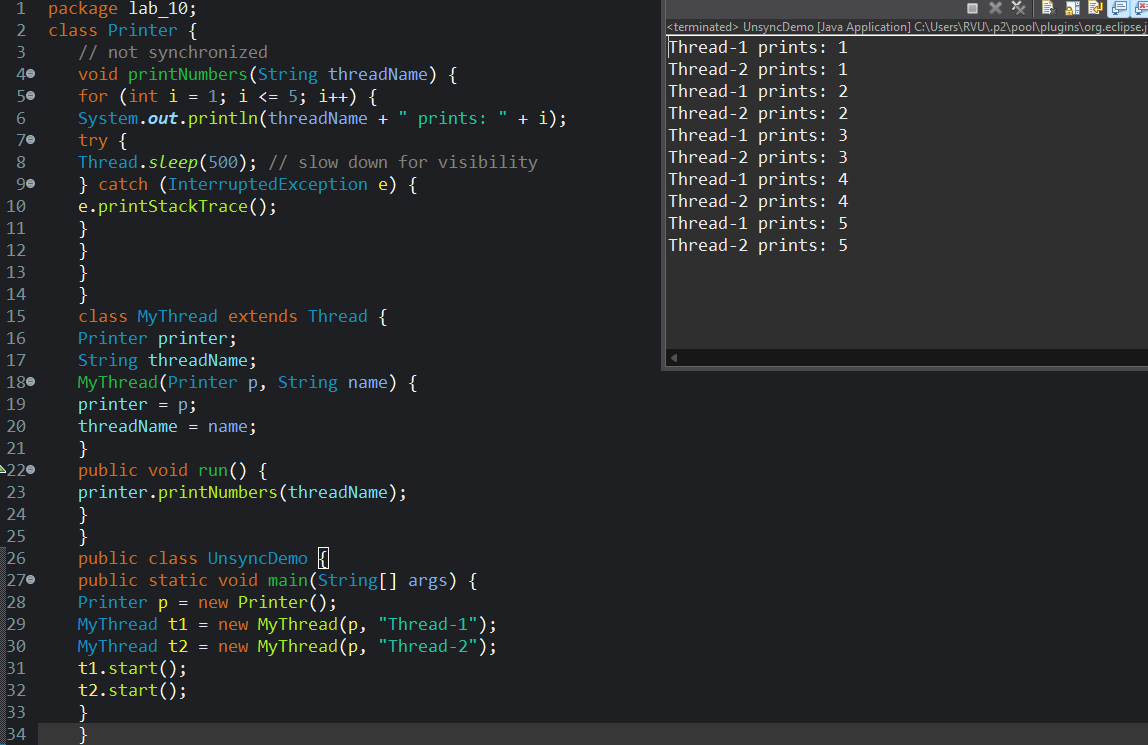 1 package lab_10;
2 class Printer {
3 // not synchronized
4 void printNumbers(String threadName) {
5 for (int i = 1; i <= 5; i++) {
6 System.out.println(threadName + " prints: " + i);
7 try {
8 Thread.sleep(500); // slow down for visibility
9 } catch (InterruptedException e) {
10 e.printStackTrace();
11 }
12 }
13 }
14 }
15 class MyThread extends Thread {
16 Printer printer;
17 String threadName;
18 MyThread(Printer p, String name) {
19 printer = p;
20 threadName = name;
21 }
22 public void run() {
23 printer.printNumbers(threadName);
24 }
25 }
26 public class UnsyncDemo {
27 public static void main(String[] args) {
28 Printer p = new Printer();
29 MyThread t1 = new MyThread(p, "Thread-1");
30 MyThread t2 = new MyThread(p, "Thread-2");
31 t1.start();
32 t2.start();
33 }
34 }
<terminated> UnsyncDemo [Java Application] C:\Users\RVU\.p2\pool\plugins\org.eclipse.j
Thread-1 prints: 1
Thread-2 prints: 1
Thread-1 prints: 2
Thread-2 prints: 2
Thread-1 prints: 3
Thread-2 prints: 3
Thread-1 prints: 4
Thread-2 prints: 4
Thread-1 prints: 5
Thread-2 prints: 5